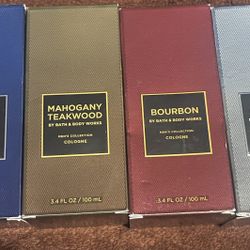 MAHOGANY
TEAKWOOD
BY BATH & BODY WORKS
MEN'S COLLECTION
COLOGNE
3.4 FL OZ / 100 mL
BOURBON
BY BATH & BODY WORKS
MEN'S COLLECTION
COLOGNE
3.4 FL OZ / 100 mL